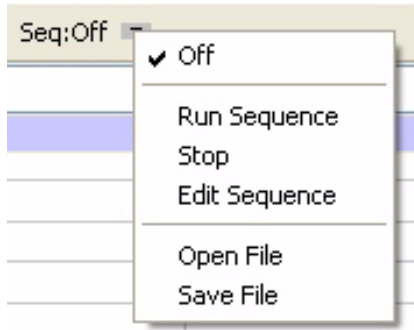 Seq:Off
Off
Run Sequence
Stop
Edit Sequence
Open File
Save File